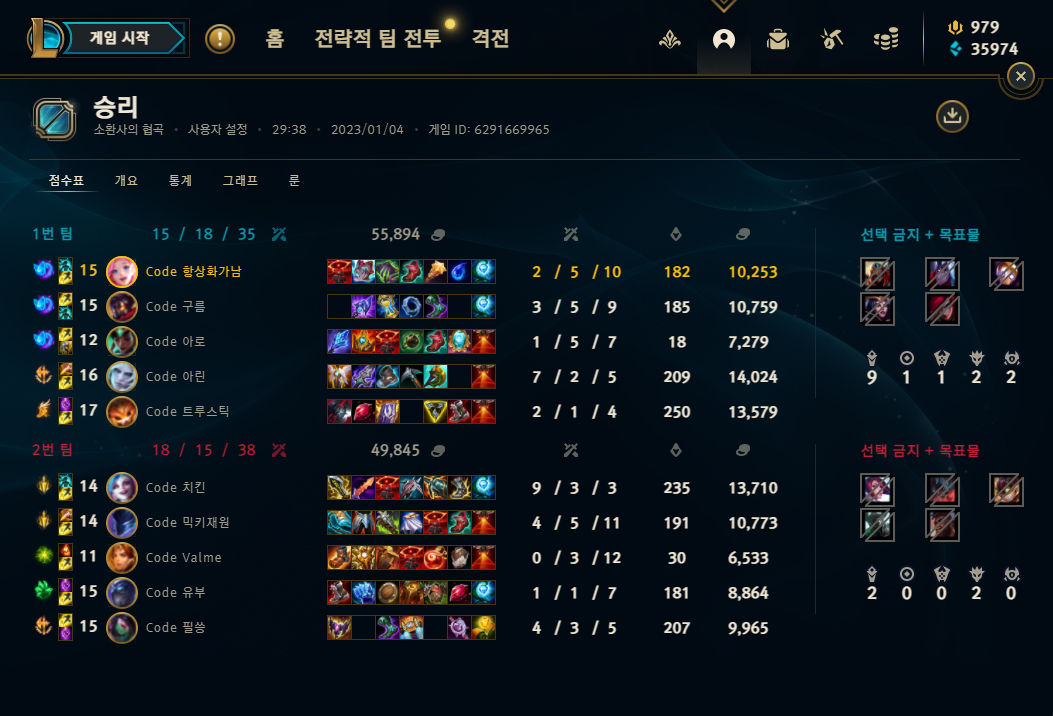 게임 시작 홈 전략적 팀 전투 격전 979
35974
승리
소환사의 협곡 • 사용자 설정 • 29:38 • 2023/01/04 • 게임 ID: 6291669965
점수표 개요 통계 그래프 룬
1번 팀 15 / 18 / 35 55,894 선택 금지 + 목표물
15 Code 항상화가남 2 / 5 / 10 182 10,253
15 Code 구름 3 / 5 / 9 185 10,759
12 Code 아로 1 / 5 / 7 18 7,279
16 Code 아린 7 / 2 / 5 209 14,024
9 1 1 2 2
17 Code 트루스틱 2 / 1 / 4 250 13,579
2번 팀 18 / 15 / 38 49,845 선택 금지 + 목표물
14 Code 치킨 9 / 3 / 3 235 13,710
14 Code 믹키재원 4 / 5 / 11 191 10,773
11 Code Valme 0 / 3 / 12 30 6,533
15 Code 유부 1 / 1 / 7 181 8,864
2 0 0 2 0
15 Code 필쏭 4 / 3 / 5 207 9,965